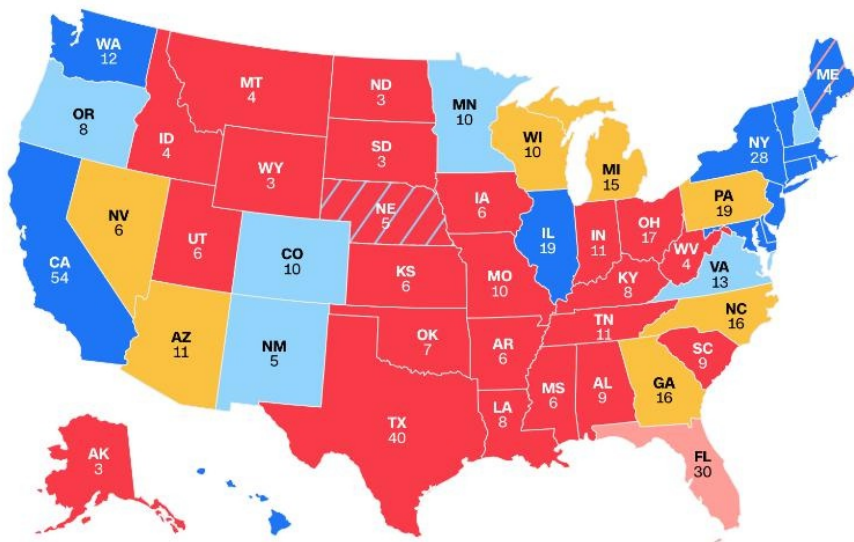 WA
12
OR
8
CA
54
NV
6
ID
4
MT
4
WY
3
UT
6
AZ
11
CO
10
NM
5
ND
3
SD
3
NE
5
KS
6
OK
7
TX
40
MN
10
IA
6
MO
10
AR
6
LA
8
WI
10
IL
19
MI
15
IN
11
OH
17
KY
8
TN
11
MS
6
AL
9
GA
16
FL
30
SC
9
NC
16
VA
13
WV
4
PA
19
NY
28
ME
4
AK
3